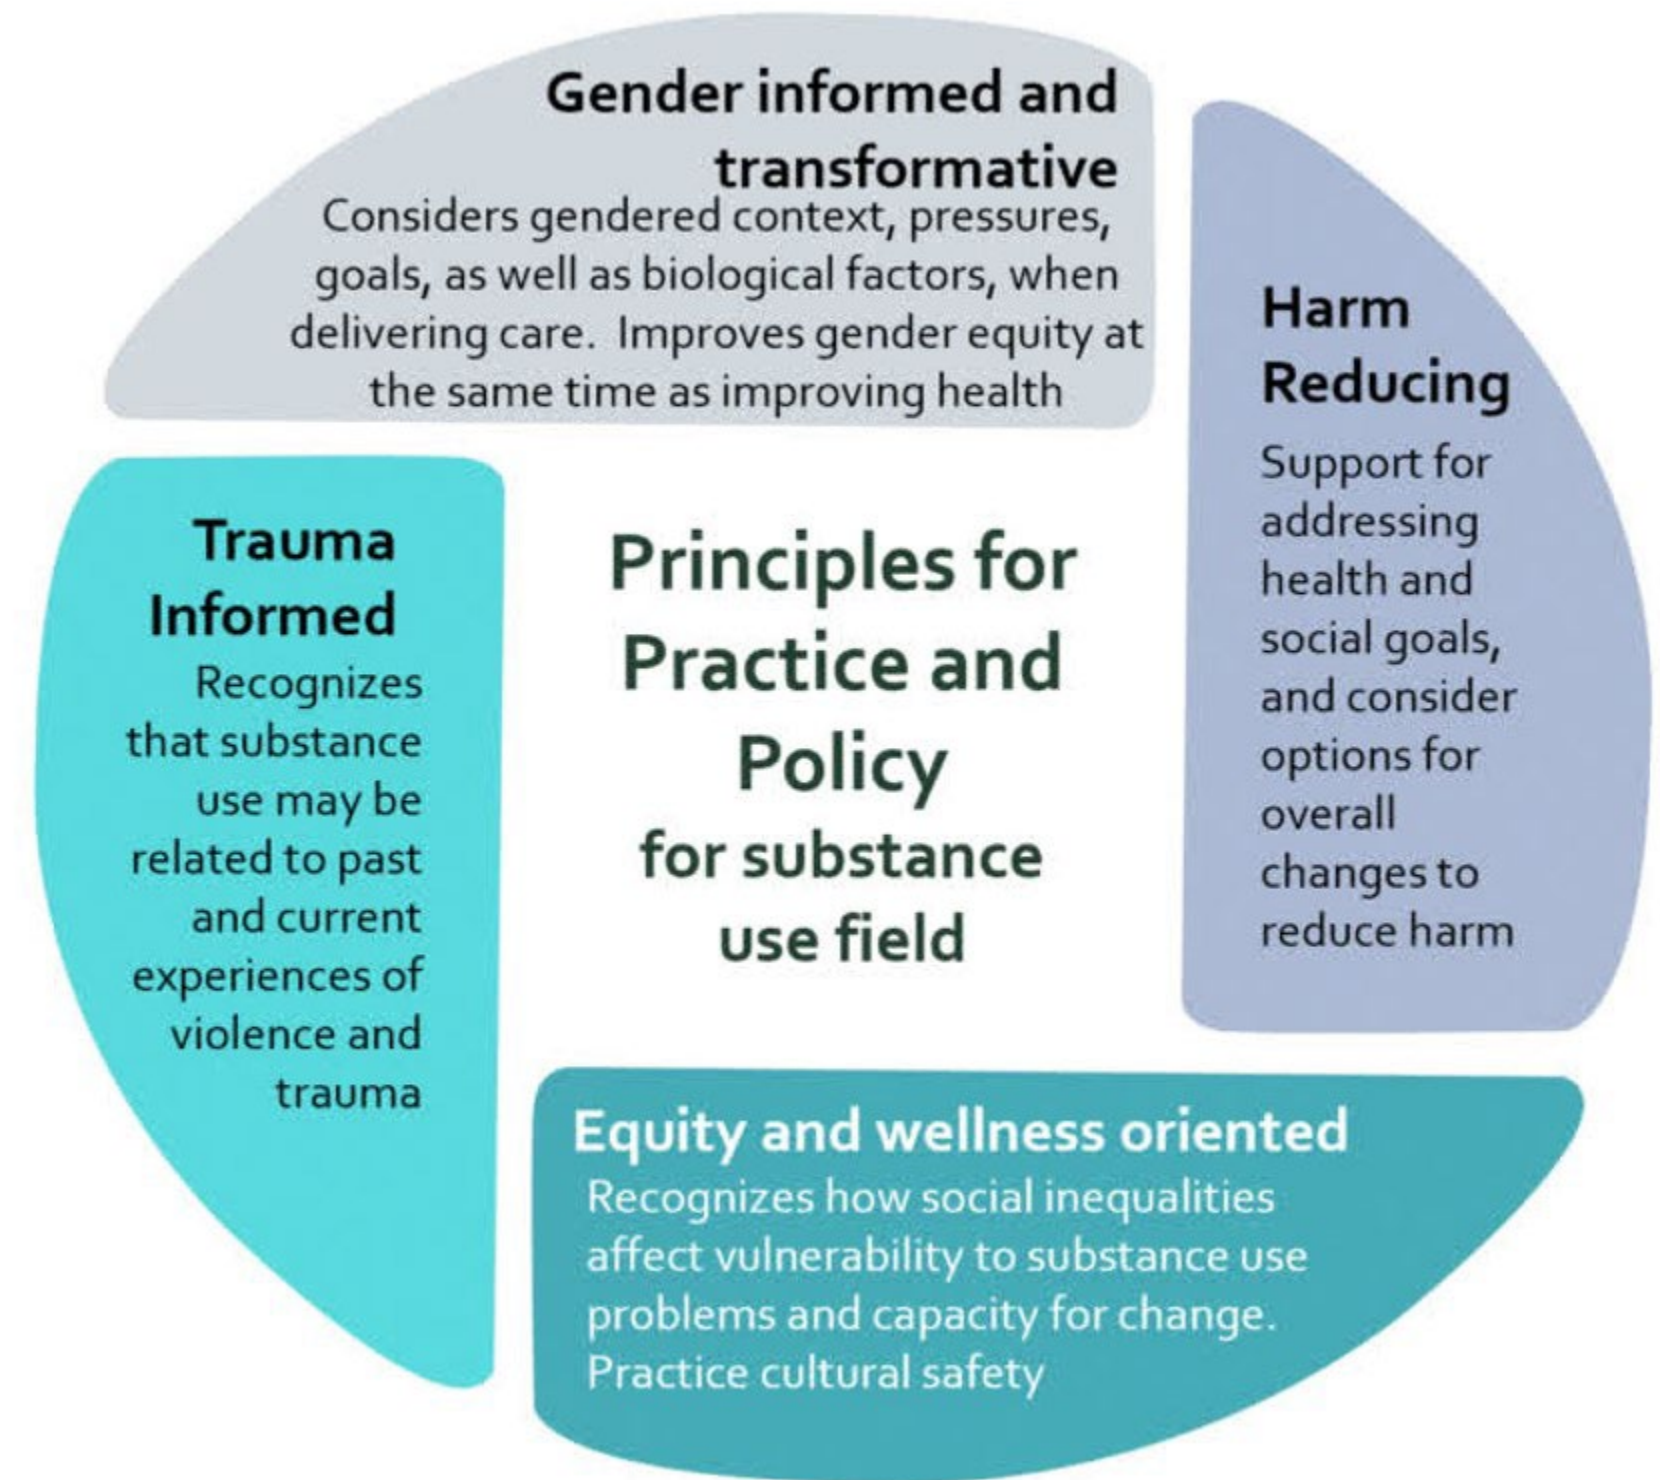 Gender informed and
transformative
Considers gendered context, pressures,
goals, as well as biological factors, when
delivering care.  Improves gender equity at
the same time as improving health
Harm
Reducing
Support for
addressing
health and
social goals,
and consider
options for
overall
changes to
reduce harm
Trauma
Informed
Recognizes
that substance
use may be
related to past
and current
experiences of
violence and
trauma
Principles for
Practice and
Policy
for substance
use field
Equity and wellness oriented
Recognizes how social inequalities
affect vulnerability to substance use
problems and capacity for change.
Practice cultural safety